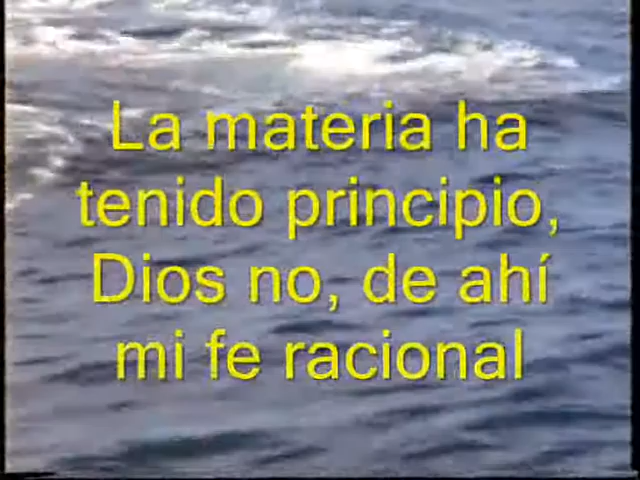 La materia ha
tenido principio,
Dios no, de ahí
mi fe racional